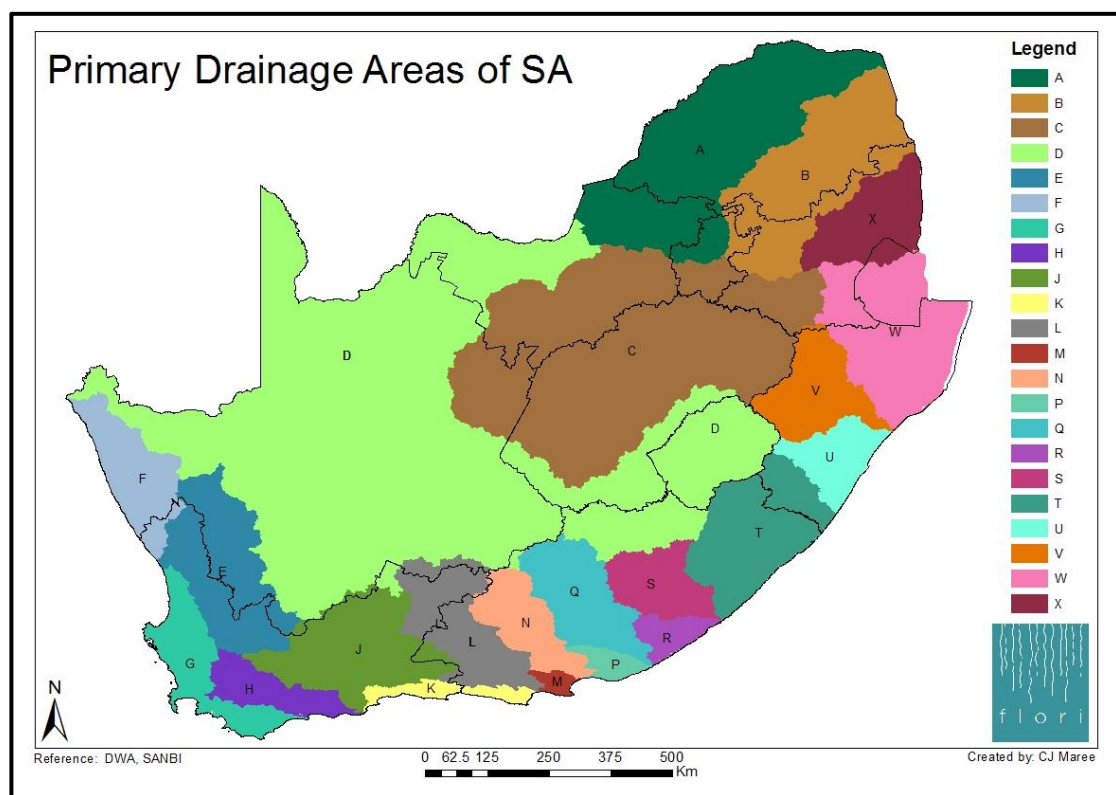 Primary Drainage Areas of SA
Legend
A
B
C
D
E
F
G
H
J
K
L
M
N
P
Q
R
S
T
U
V
W
X
A
B
X
W
C
D
V
D
U
F
T
E
S
Q
L
N
L
J
R
G
P
M
K
H
N
flori
Reference: DWA, SANBI
0 62.5 125 250 375 500
Km
Created by: CJ Maree